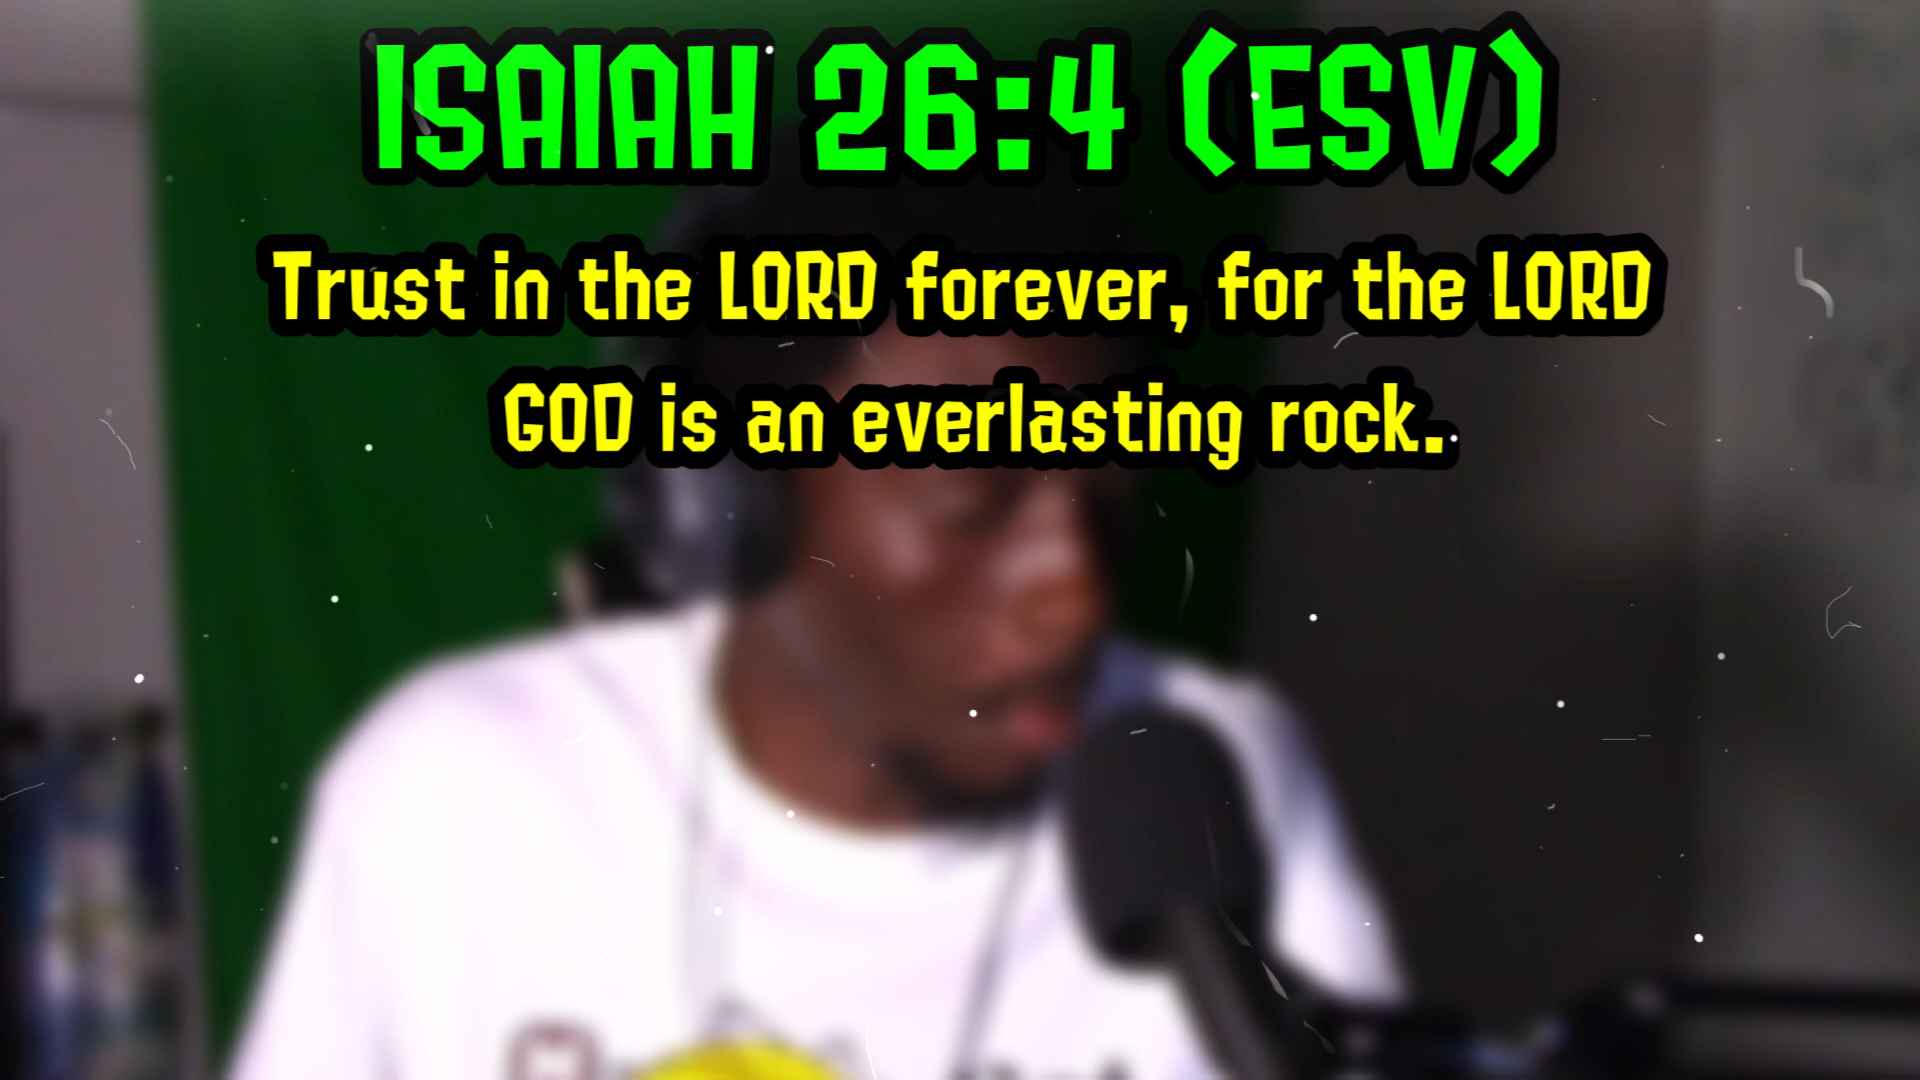 ISAIAH 26:4 (ESV)
Trust in the LORD forever, for the LORD
GOD is an everlasting rock.